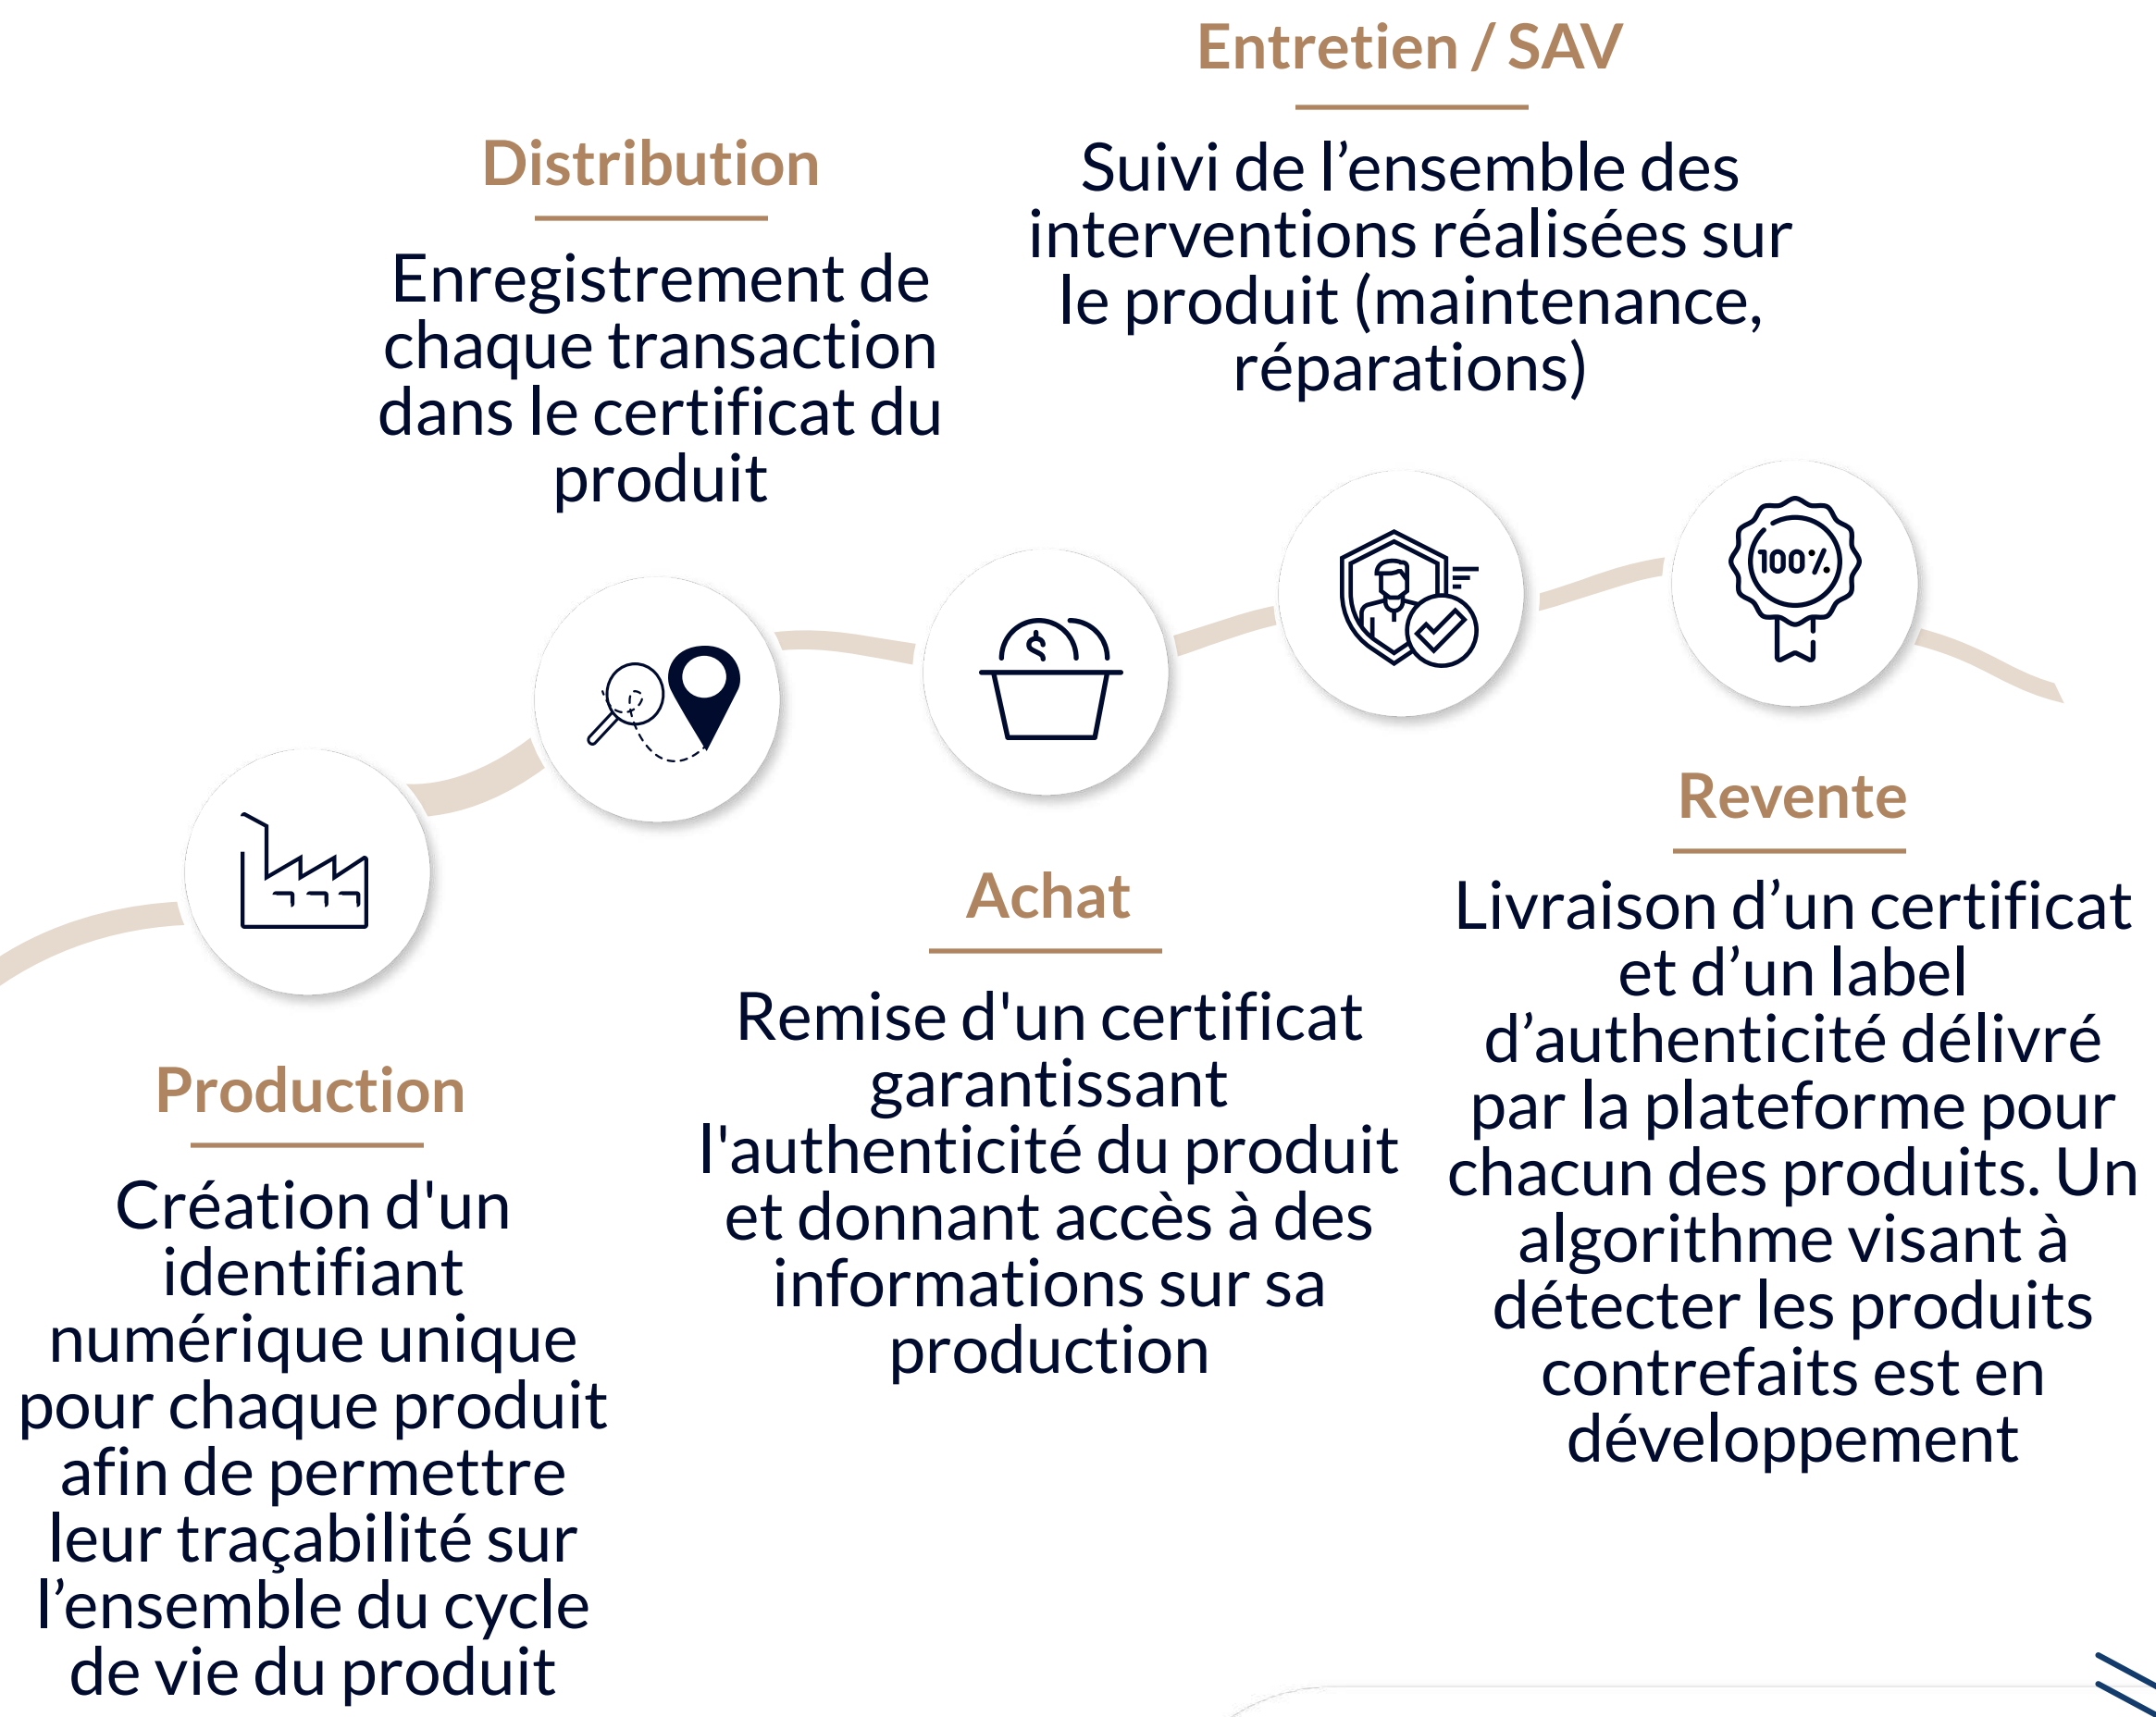 Production
Création d'un
identifiant
numérique unique
pour chaque produit
afin de permettre
leur traçabilité sur
l’ensemble du cycle
de vie du produit
Distribution
Enregistrement de
chaque transaction
dans le certificat du
produit
Achat
Remise d'un certificat
garantissant
l'authenticité du produit
et donnant accès à des
informations sur sa
production
Entretien / SAV
Suivi de l’ensemble des
interventions réalisées sur
le produit (maintenance,
réparations)
100%
Revente
Livraison d’un certificat
et d’un label
d’authenticité délivré
par la plateforme pour
chacun des produits. Un
algorithme visant à
détecter les produits
contrefaits est en
développement
$